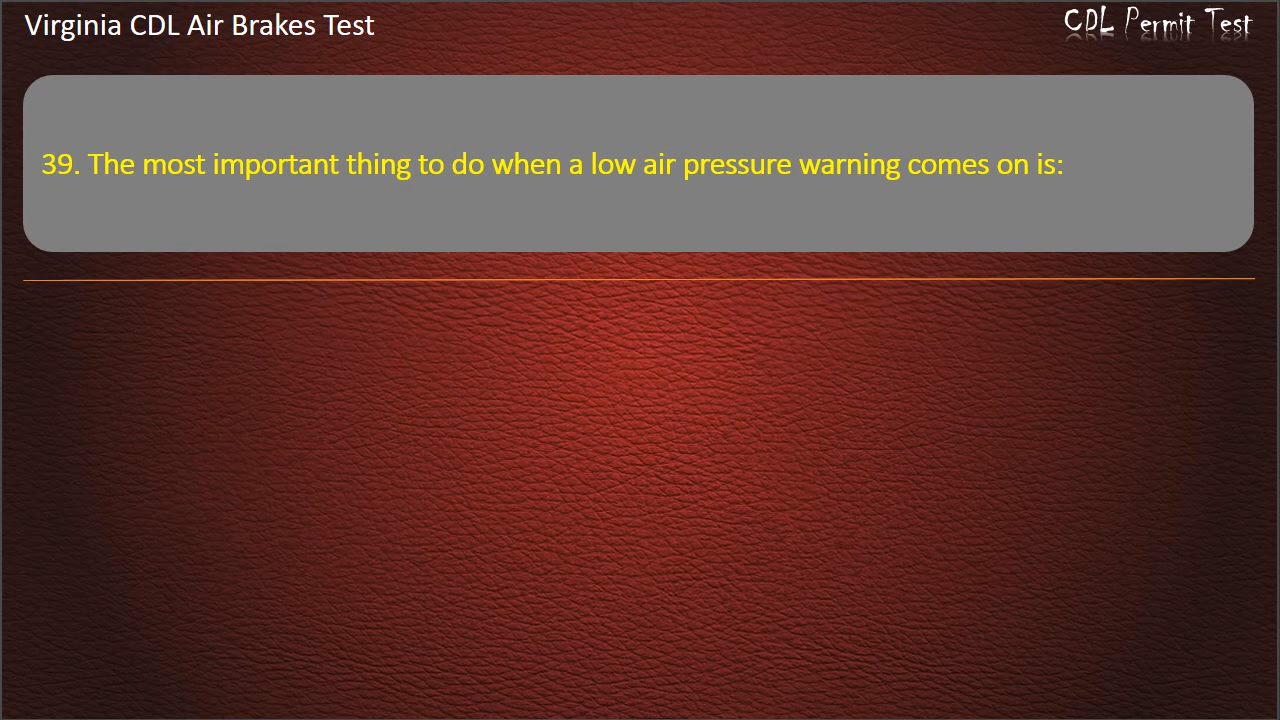 Virginia CDL Air Brakes Test
CDL Permit Test
39. The most important thing to do when a low air pressure warning comes on is: